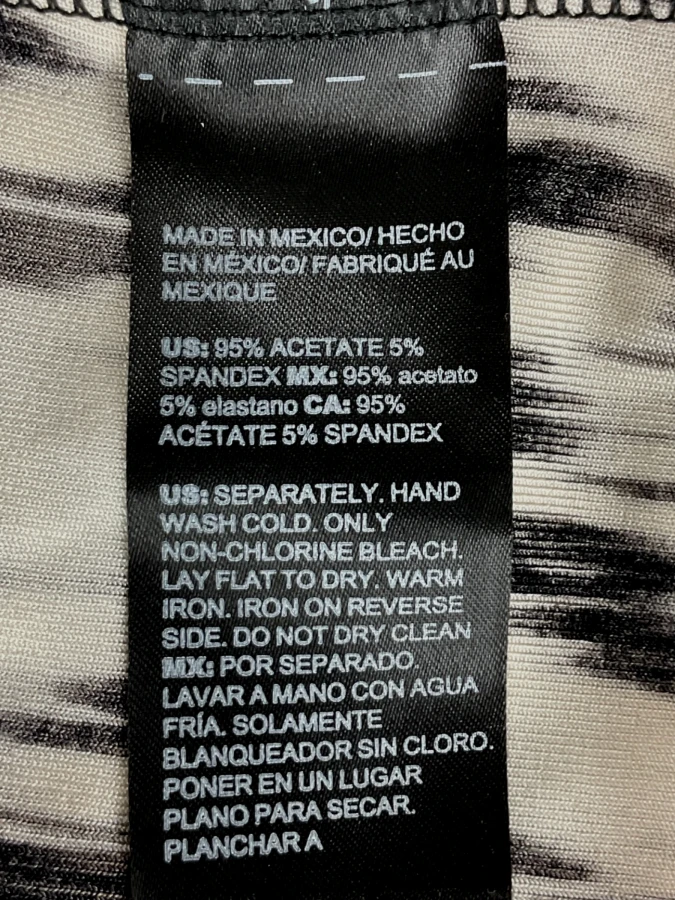 MADE IN MEXICO/ HECHO
EN MÉXICO/ FABRIQUÉ AU
MEXIQUE
US: 95% ACETATE 5%
SPANDEX MX: 95% acetato
5% elastano CA: 95%
ACÉTATE 5% SPANDEX
US: SEPARATELY. HAND
WASH COLD. ONLY
NON-CHLORINE BLEACH.
LAY FLAT TO DRY. WARM
IRON. IRON ON REVERSE
SIDE. DO NOT DRY CLEAN
MX: POR SEPARADO.
LAVAR A MANO CON AGUA
FRÍA. SOLAMENTE
BLANQUEADOR SIN CLORO.
PONER EN UN LUGAR
PLANO PARA SECAR.
PLANCHAR A